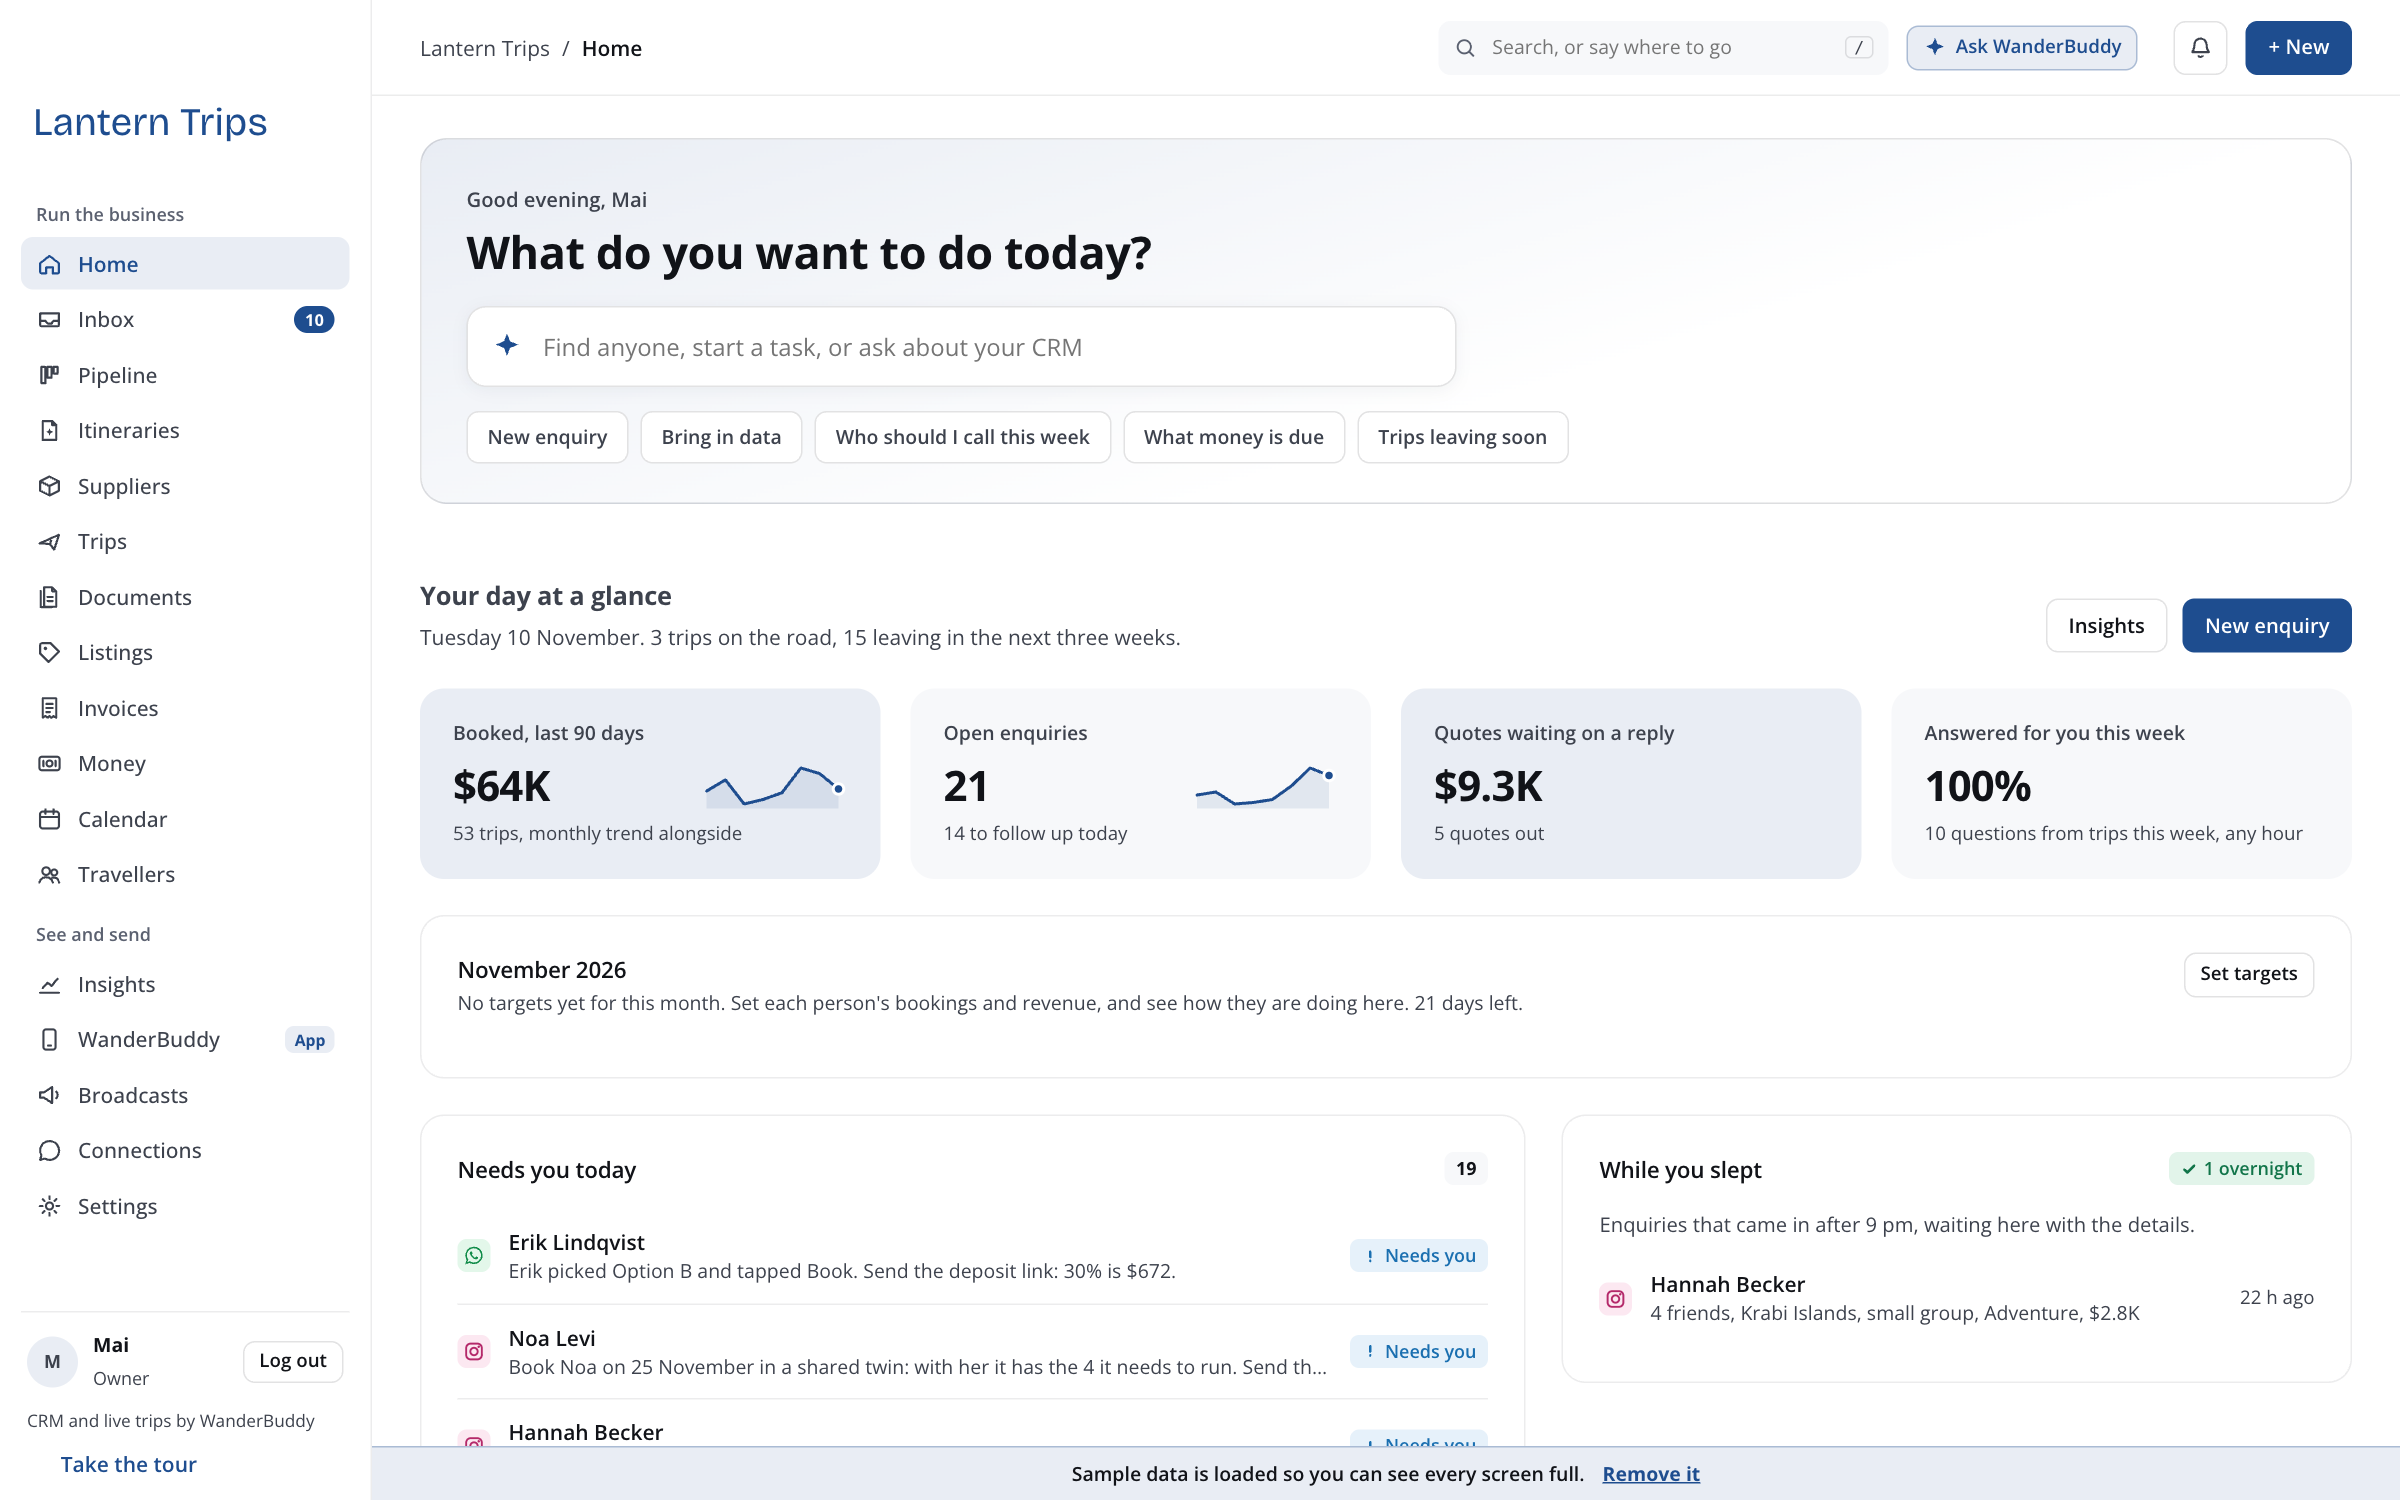 Lantern Trips
Run the business
Home
Inbox 10
Pipeline
Itineraries
Suppliers
Trips
Documents
Listings
Invoices
Money
Calendar
Travellers
See and send
Insights
WanderBuddy App
Broadcasts
Connections
Settings
M
Mai
Owner
Log out
CRM and live trips by WanderBuddy
Take the tour
Lantern Trips / Home
Search, or say where to go /
Ask WanderBuddy
+ New
Good evening, Mai
What do you want to do today?
Find anyone, start a task, or ask about your CRM
New enquiry
Bring in data
Who should I call this week
What money is due
Trips leaving soon
Your day at a glance
Tuesday 10 November. 3 trips on the road, 15 leaving in the next three weeks.
Insights
New enquiry
Booked, last 90 days
$64K
53 trips, monthly trend alongside
Open enquiries
21
14 to follow up today
Quotes waiting on a reply
$9.3K
5 quotes out
Answered for you this week
100%
10 questions from trips this week, any hour
November 2026
No targets yet for this month. Set each person's bookings and revenue, and see how they are doing here. 21 days left.
Set targets
Needs you today
19
Erik Lindqvist
Erik picked Option B and tapped Book. Send the deposit link: 30% is $672.
! Needs you
Noa Levi
Book Noa on 25 November in a shared twin: with her it has the 4 it needs to run. Send th...
! Needs you
Hannah Becker
! Needs you
While you slept
1 overnight
Enquiries that came in after 9 pm, waiting here with the details.
Hannah Becker
4 friends, Krabi Islands, small group, Adventure, $2.8K
22 h ago
Sample data is loaded so you can see every screen full. Remove it